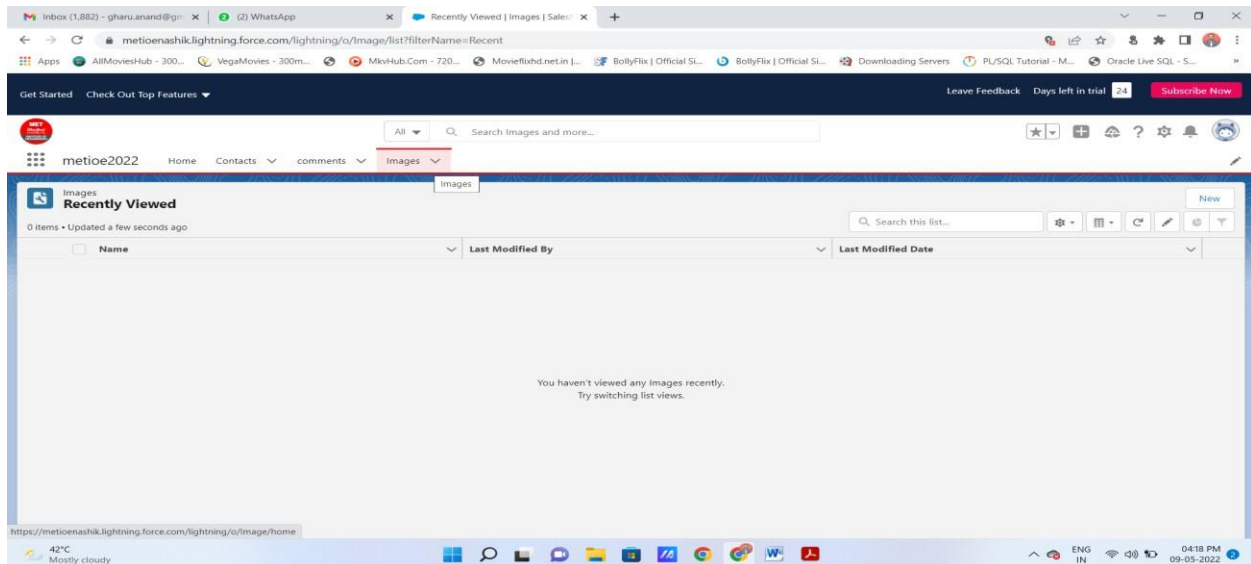 Inbox (1,882) - gharu.anand@gm
(2) WhatsApp
Recently Viewed | Images | Sales
metioenashik.lightning.force.com/lightning/o/Image/list?filterName=Recent
Apps AllMoviesHub - 300... VegaMovies - 300m... MkvHub.Com - 720... Movieflixhd.net.in |... BollyFlix | Official Si... BollyFlix | Official Si... Downloading Servers PL/SQL Tutorial - M... Oracle Live SQL - S... »
Get Started Check Out Top Features Leave Feedback Days left in trial 24 Subscribe Now
MET
All Search Images and more...
metioe2022 Home Contacts comments Images
Images
Images
Recently Viewed
New
0 items • Updated a few seconds ago
Search this list...
Name Last Modified By Last Modified Date
You haven't viewed any Images recently.
Try switching list views.
https://metioenashik.lightning.force.com/lightning/o/Image/home
42°C
Mostly cloudy
ENG
IN
04:18 PM
09-05-2022
2